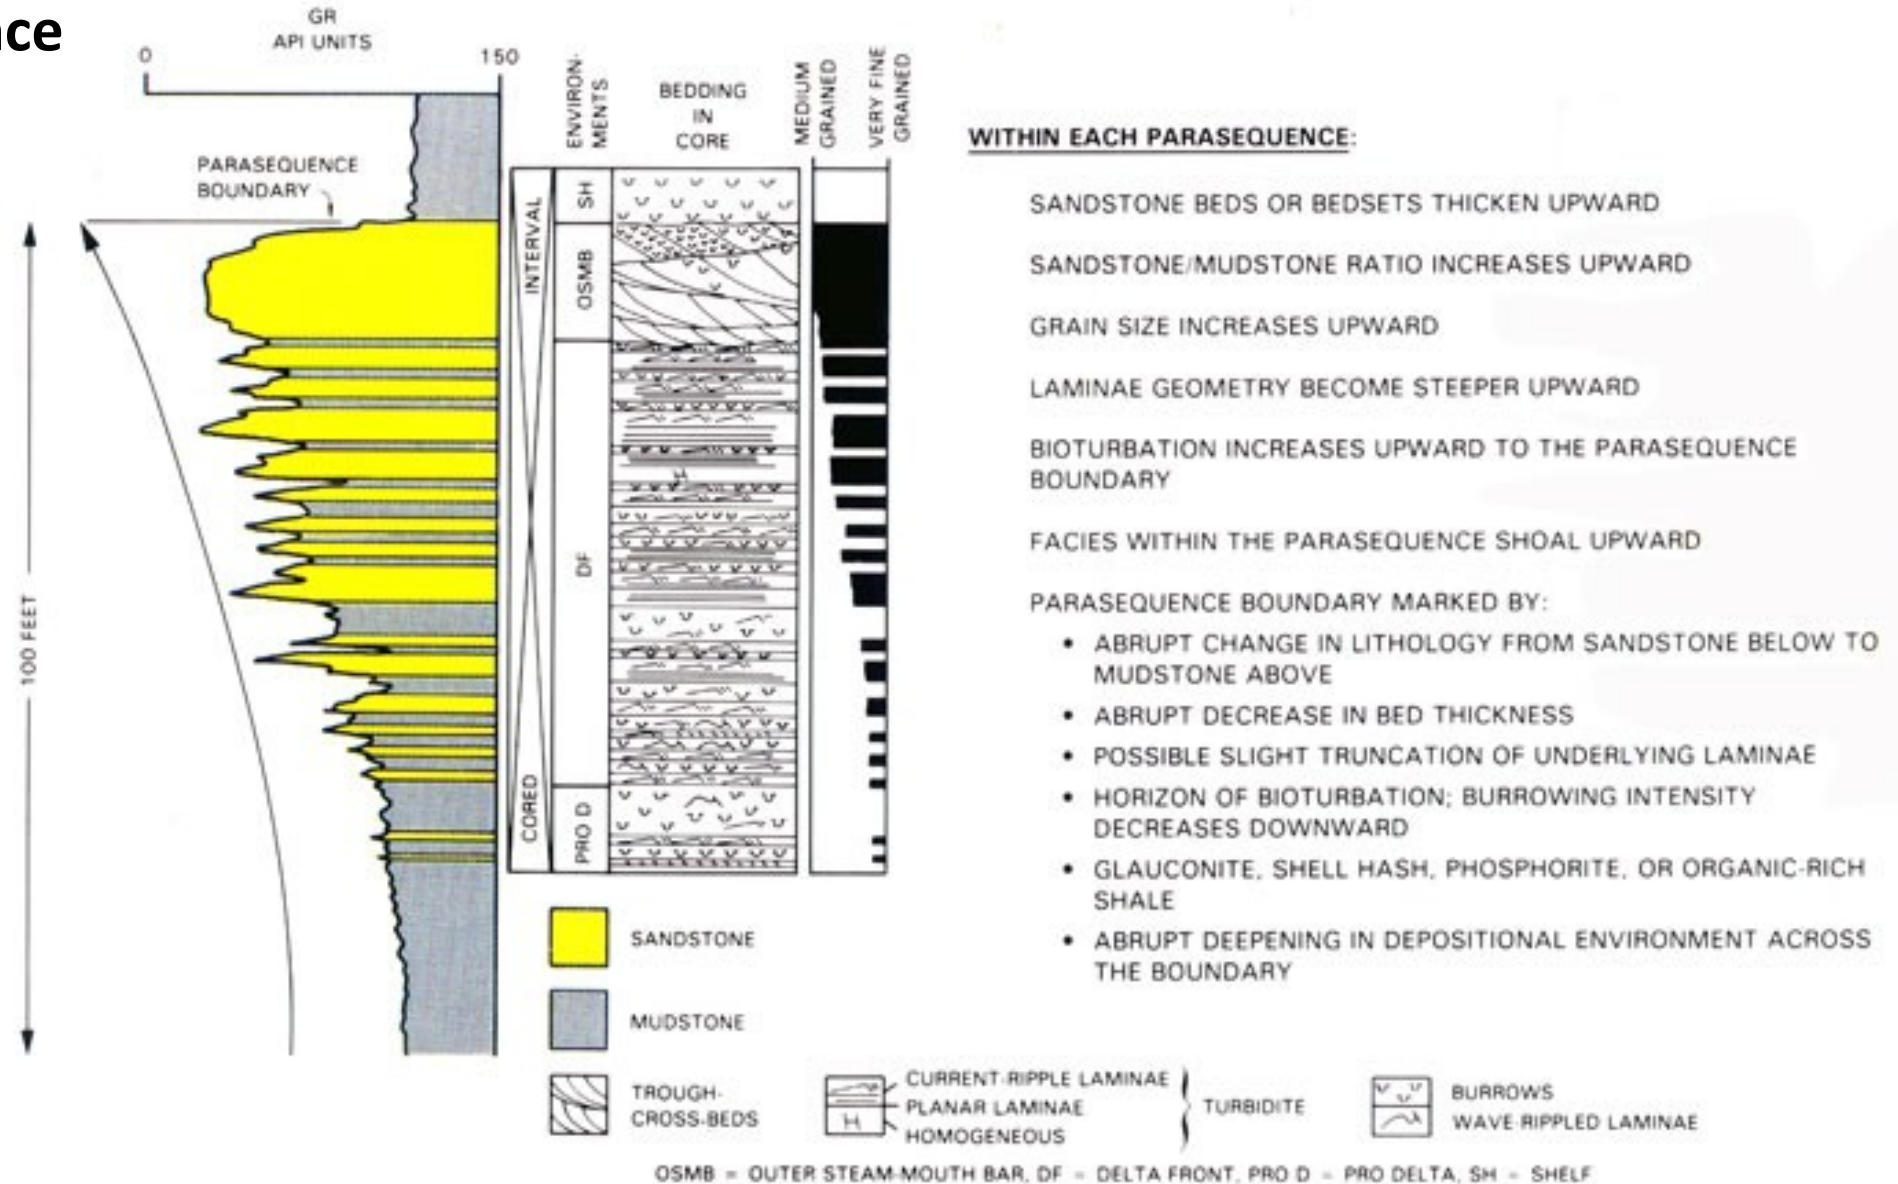 nce
GR
API UNITS
0
150
PARASEQUENCE
BOUNDARY
100 FEET
ENVIRON-
MENTS
BEDDING
IN
CORE
MEDIUM
GRAINED
VERY FINE
GRAINED
CORED
INTERVAL
SH
OSMB
DF
PRO D
H
SANDSTONE
MUDSTONE
TROUGH-
CROSS-BEDS
CURRENT-RIPPLE LAMINAE
PLANAR LAMINAE
H
HOMOGENEOUS
TURBIDITE
BURROWS
WAVE-RIPPLED LAMINAE
OSMB = OUTER STEAM-MOUTH BAR, DF = DELTA FRONT, PRO D = PRO DELTA, SH = SHELF
WITHIN EACH PARASEQUENCE:
SANDSTONE BEDS OR BEDSETS THICKEN UPWARD
SANDSTONE/MUDSTONE RATIO INCREASES UPWARD
GRAIN SIZE INCREASES UPWARD
LAMINAE GEOMETRY BECOME STEEPER UPWARD
BIOTURBATION INCREASES UPWARD TO THE PARASEQUENCE
BOUNDARY
FACIES WITHIN THE PARASEQUENCE SHOAL UPWARD
PARASEQUENCE BOUNDARY MARKED BY:
• ABRUPT CHANGE IN LITHOLOGY FROM SANDSTONE BELOW TO
MUDSTONE ABOVE
• ABRUPT DECREASE IN BED THICKNESS
• POSSIBLE SLIGHT TRUNCATION OF UNDERLYING LAMINAE
• HORIZON OF BIOTURBATION; BURROWING INTENSITY
DECREASES DOWNWARD
• GLAUCONITE, SHELL HASH, PHOSPHORITE, OR ORGANIC-RICH
SHALE
• ABRUPT DEEPENING IN DEPOSITIONAL ENVIRONMENT ACROSS
THE BOUNDARY